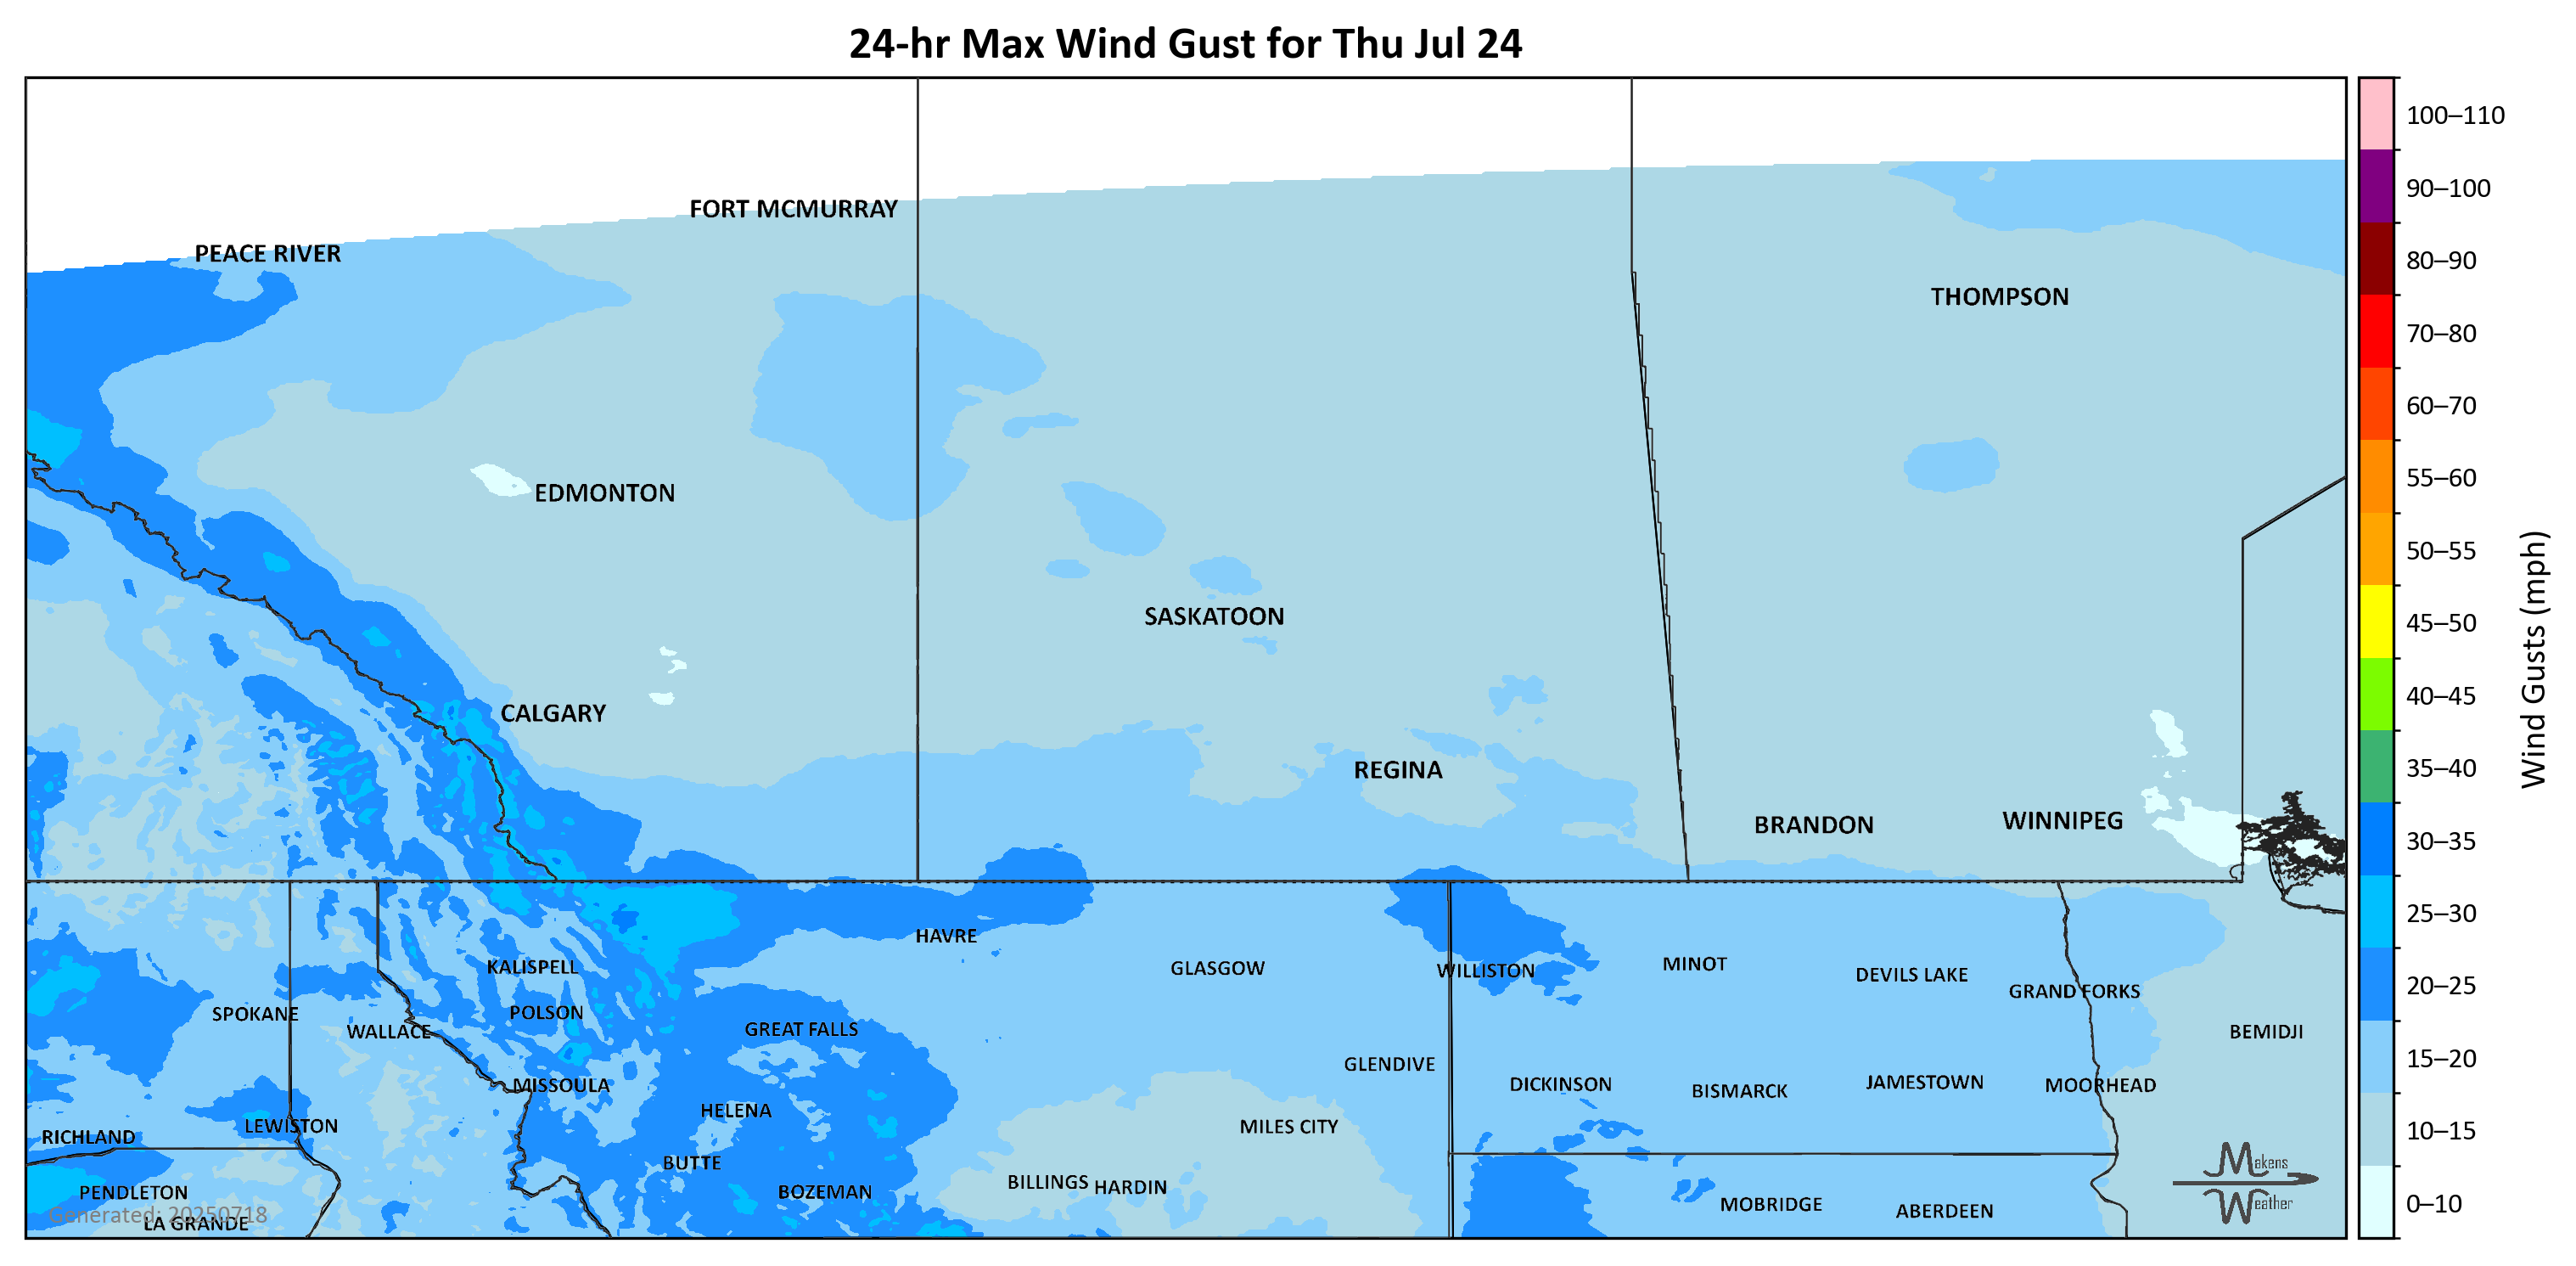 24-hr Max Wind Gust for Thu Jul 24
100–110
90–100
FORT MCMURRAY
PEACE RIVER
80–90
THOMPSON
70–80
60–70
55–60
EDMONTON
50–55
SASKATOON
45–50
Wind Gusts (mph)
40–45
CALGARY
REGINA
35–40
BRANDON
WINNIPEG
30–35
25–30
HAVRE
KALISPELL
GLASGOW
WILLISTON
MINOT
DEVILS LAKE
20–25
GRAND FORKS
SPOKANE
POLSON
WALLACE
GREAT FALLS
BEMIDJI
15–20
GLENDIVE
MISSOULA
DICKINSON
BISMARCK
JAMESTOWN
MOORHEAD
HELENA
LEWISTON
MILES CITY
10–15
RICHLAND
BUTTE
Makens
Weather
PENDLETON
BOZEMAN
BILLINGS
HARDIN
MOBRIDGE
ABERDEEN
0–10
Generated: 20250718
LA GRANDE